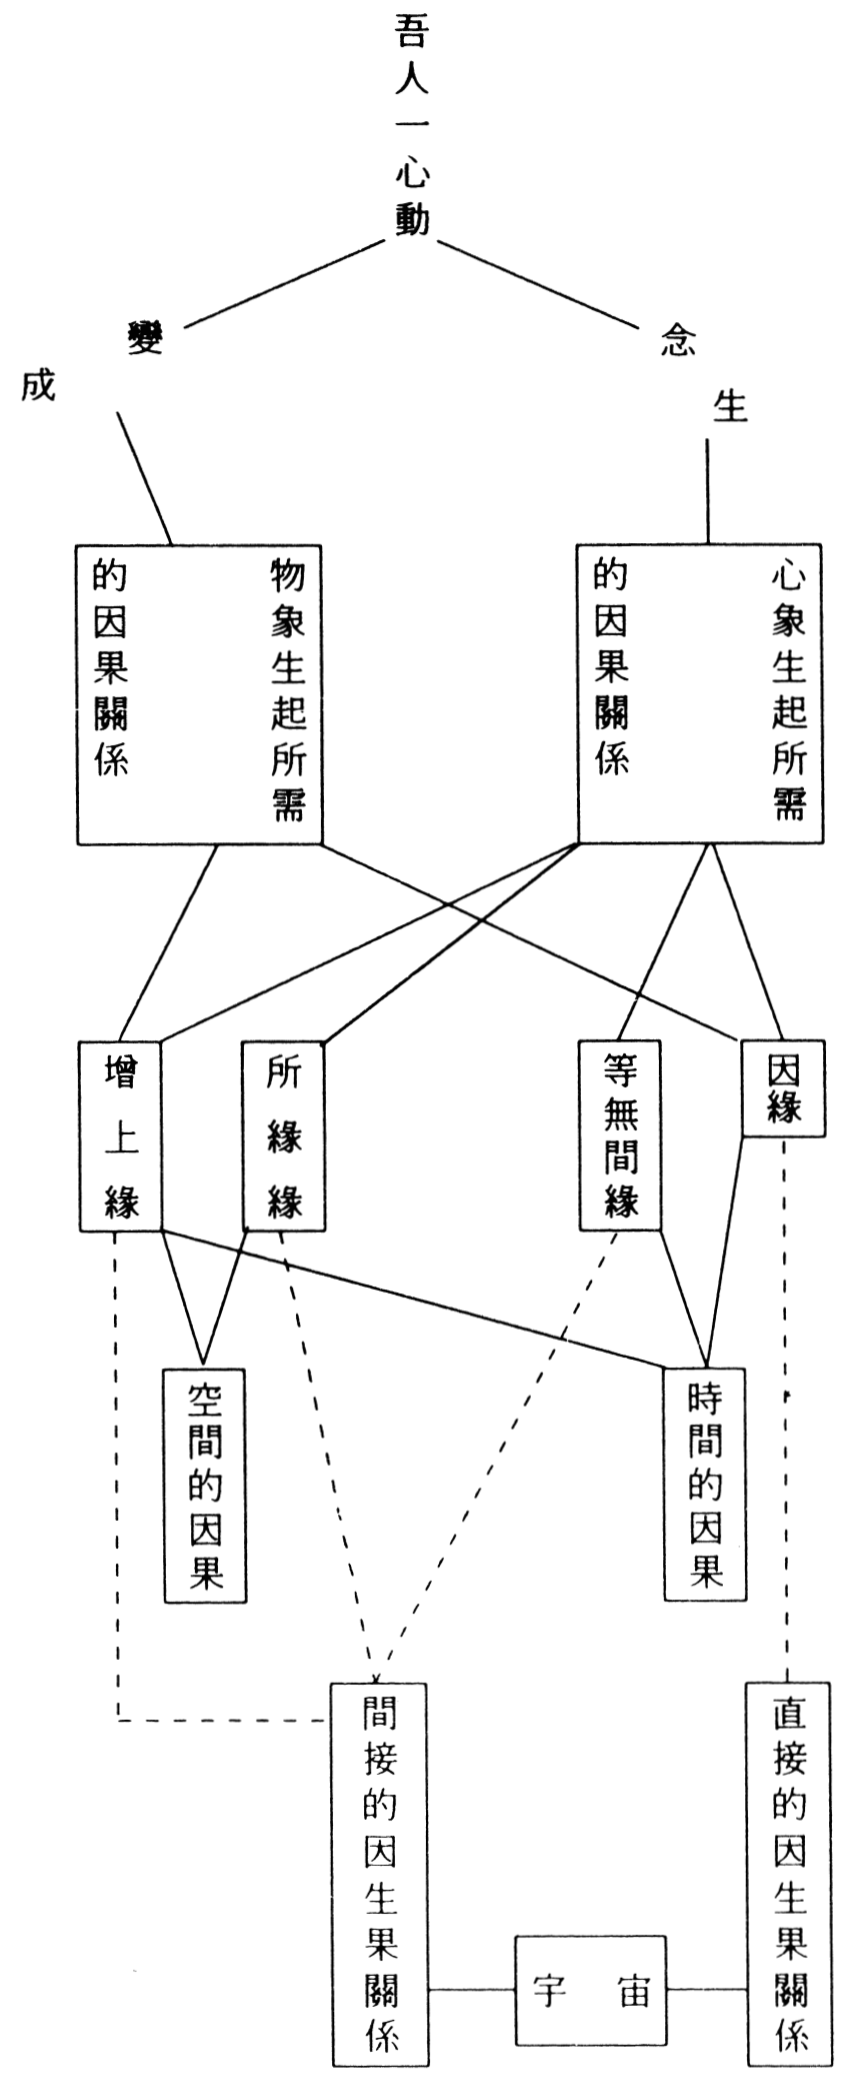 吾人一心動
念
生
變
成
心象生起所需
的因果關係
物象生起所需
的因果關係
因緣
等無間緣
所緣緣
增上緣
時間的因果
空間的因果
直接的因生果關係
間接的因生果關係
宇宙